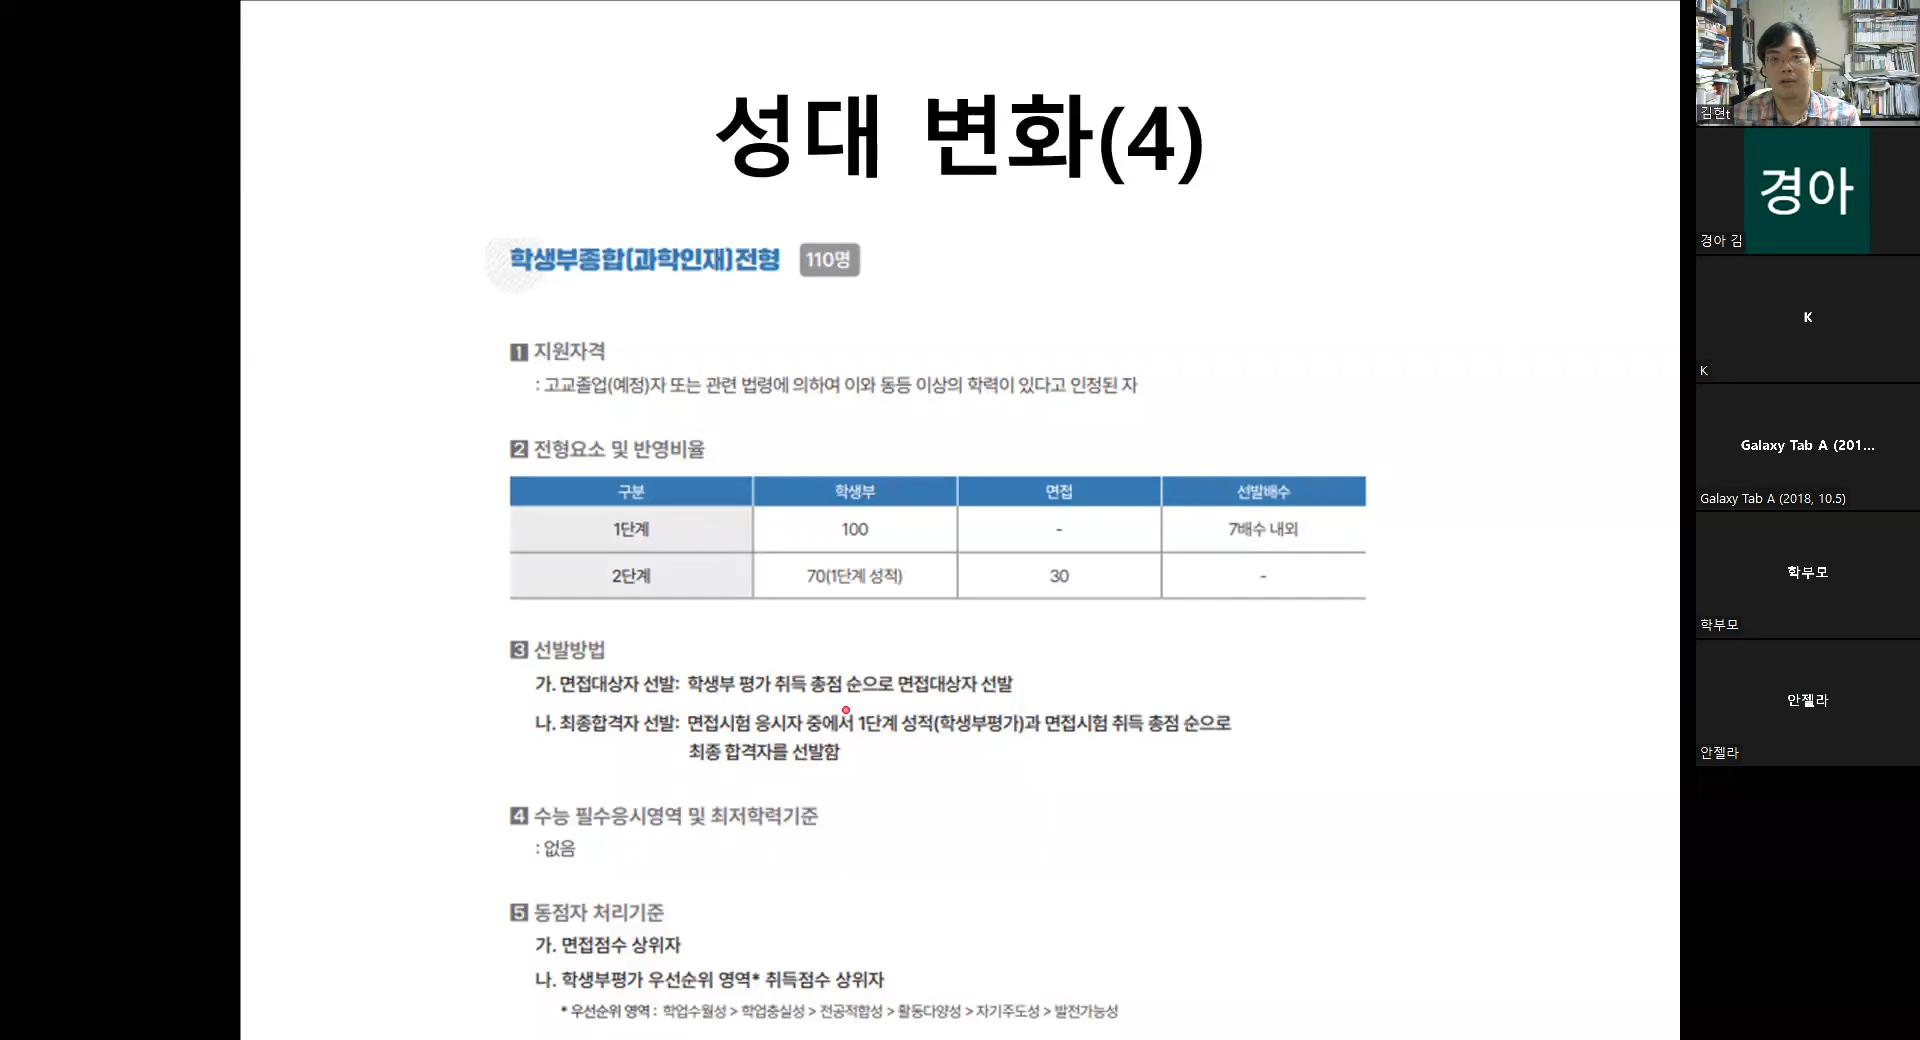 성대 변화(4)
학생부종합(과학인재)전형 110명
1 지원자격
: 고교졸업(예정)자 또는 관련 법령에 의하여 이와 동등 이상의 학력이 있다고 인정된 자
2 전형요소 및 반영비율
구분 학생부 면접 선발배수
1단계 100 - 7배수 내외
2단계 70(1단계 성적) 30 -
3 선발방법
가. 면접대상자 선발: 학생부 평가 취득 총점 순으로 면접대상자 선발
나. 최종합격자 선발: 면접시험 응시자 중에서 1단계 성적(학생부평가)과 면접시험 취득 총점 순으로
최종 합격자를 선발함
4 수능 필수응시영역 및 최저학력기준
: 없음
5 동점자 처리기준
가. 면접점수 상위자
나. 학생부평가 우선순위 영역* 취득점수 상위자
* 우선순위 영역 : 학업수월성 > 학업충실성 > 전공적합성 > 활동다양성 > 자기주도성 > 발전가능성
김현t
경아
경아 김
K
K
Galaxy Tab A (201...
Galaxy Tab A (2018, 10.5)
학부모
학부모
안젤라
안젤라